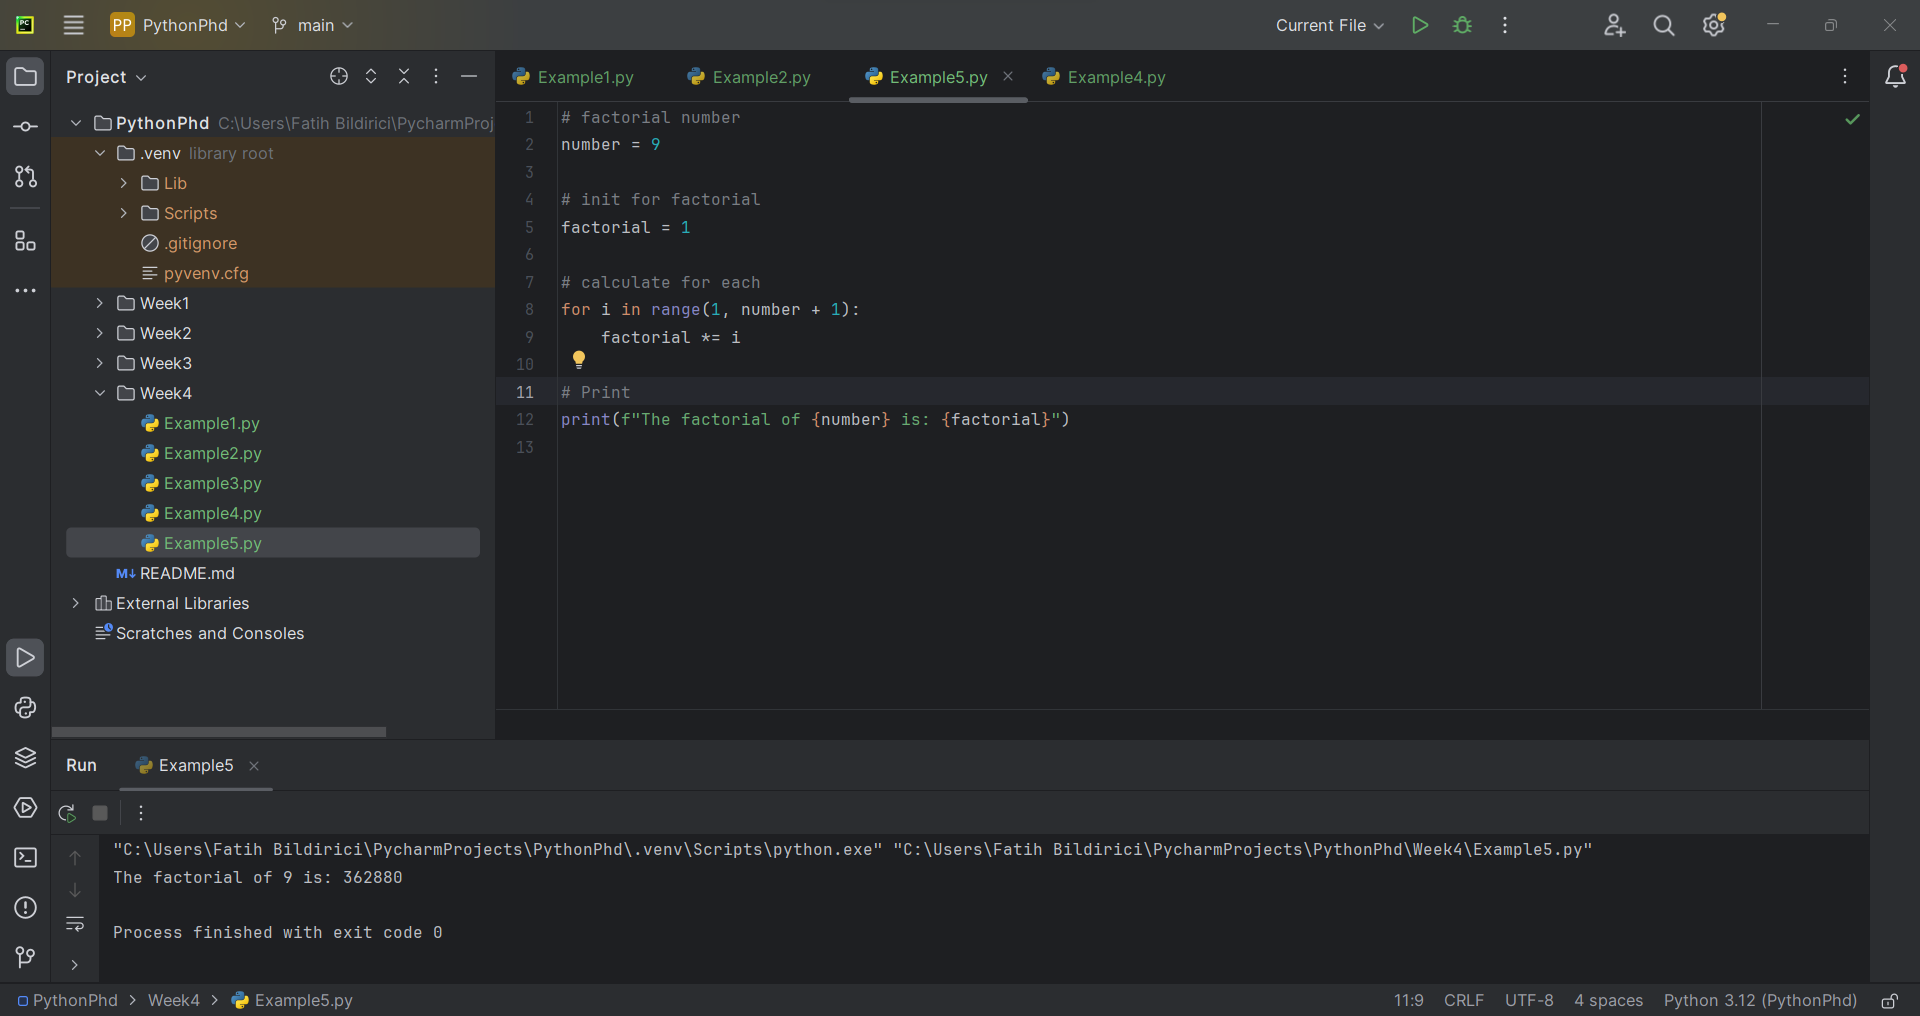 PC
PP PythonPhd main Current File
Project
PythonPhd C:\Users\Fatih Bildirici\PycharmProj
.venv library root
Lib
Scripts
.gitignore
pyvenv.cfg
Week1
Week2
Week3
Week4
Example1.py
Example2.py
Example3.py
Example4.py
Example5.py
M↓ README.md
External Libraries
Scratches and Consoles
Example1.py Example2.py Example5.py Example4.py
1 # factorial number
2 number = 9
3
4 # init for factorial
5 factorial = 1
6
7 # calculate for each
8 for i in range(1, number + 1):
9     factorial *= i
10
11 # Print
12 print(f"The factorial of {number} is: {factorial}")
13
Run Example5
"C:\Users\Fatih Bildirici\PycharmProjects\PythonPhd\.venv\Scripts\python.exe" "C:\Users\Fatih Bildirici\PycharmProjects\PythonPhd\Week4\Example5.py"
The factorial of 9 is: 362880
Process finished with exit code 0
PythonPhd > Week4 > Example5.py 11:9 CRLF UTF-8 4 spaces Python 3.12 (PythonPhd)